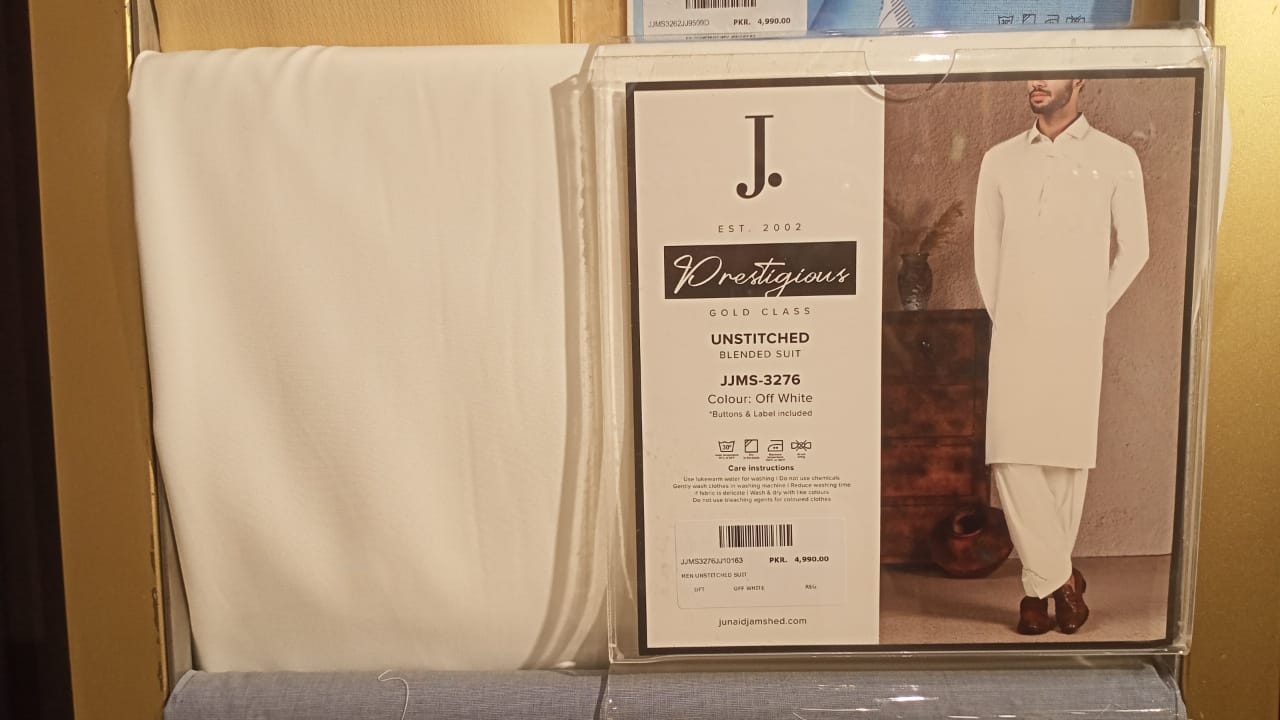 JJMS3262JJ9599D
PKR. 4,990.00
J.
EST. 2002
Prestigious
GOLD CLASS
UNSTITCHED
BLENDED SUIT
JJMS-3276
Colour: Off White
*Buttons & Label included
30°
Care instructions
Use lukewarm water for washing | Do not use chemicals
Gently wash clothes in washing machine | Reduce washing time
if fabric is delicate | Wash & dry with like colours
Do not use bleaching agents for coloured clothes
JJMS3276JJ10163 PKR. 4,990.00
MEN UNSTITCHED SUIT
OFF WHITE REG
junaidjamshed.com